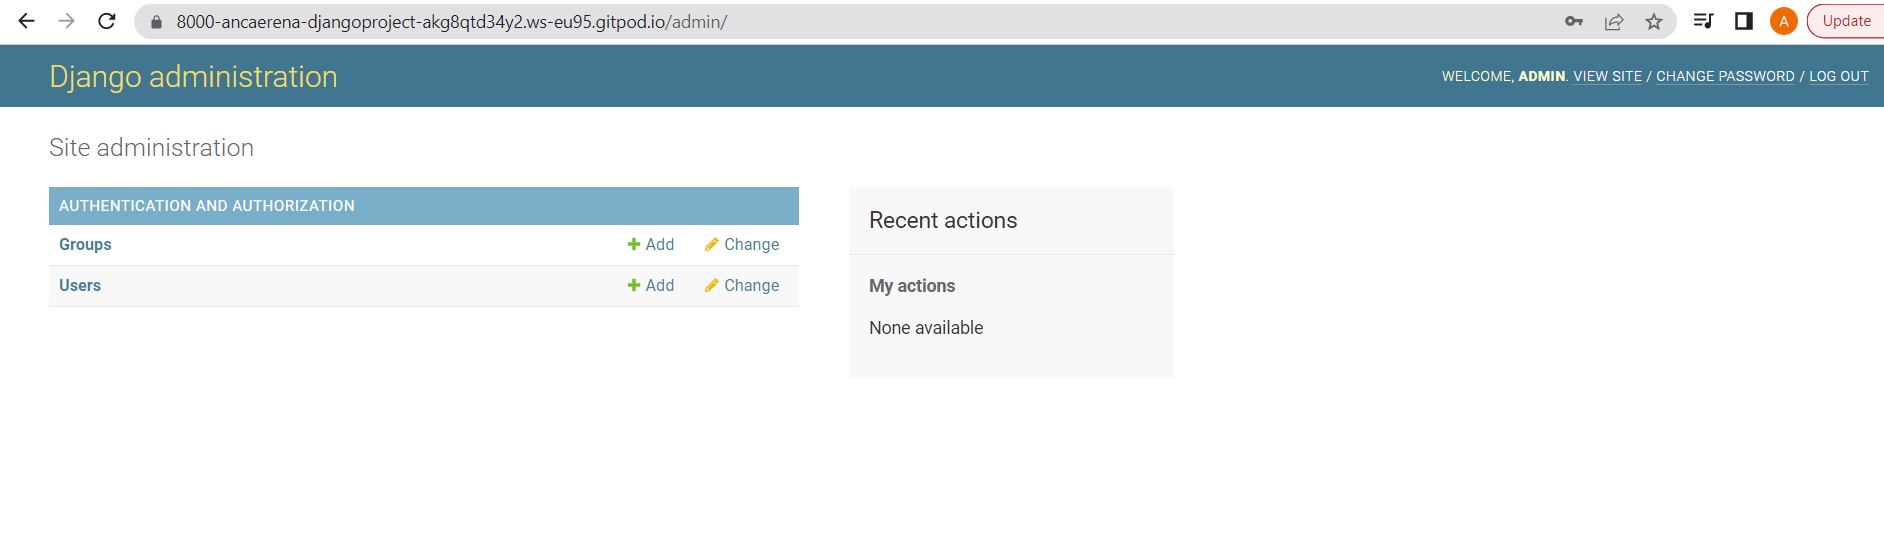 8000-ancaerena-djangoproject-akg8qtd34y2.ws-eu95.gitpod.io/admin/
A
Update
Django administration
WELCOME, ADMIN. VIEW SITE / CHANGE PASSWORD / LOG OUT
Site administration
AUTHENTICATION AND AUTHORIZATION
Groups Add Change
Users Add Change
Recent actions
My actions
None available